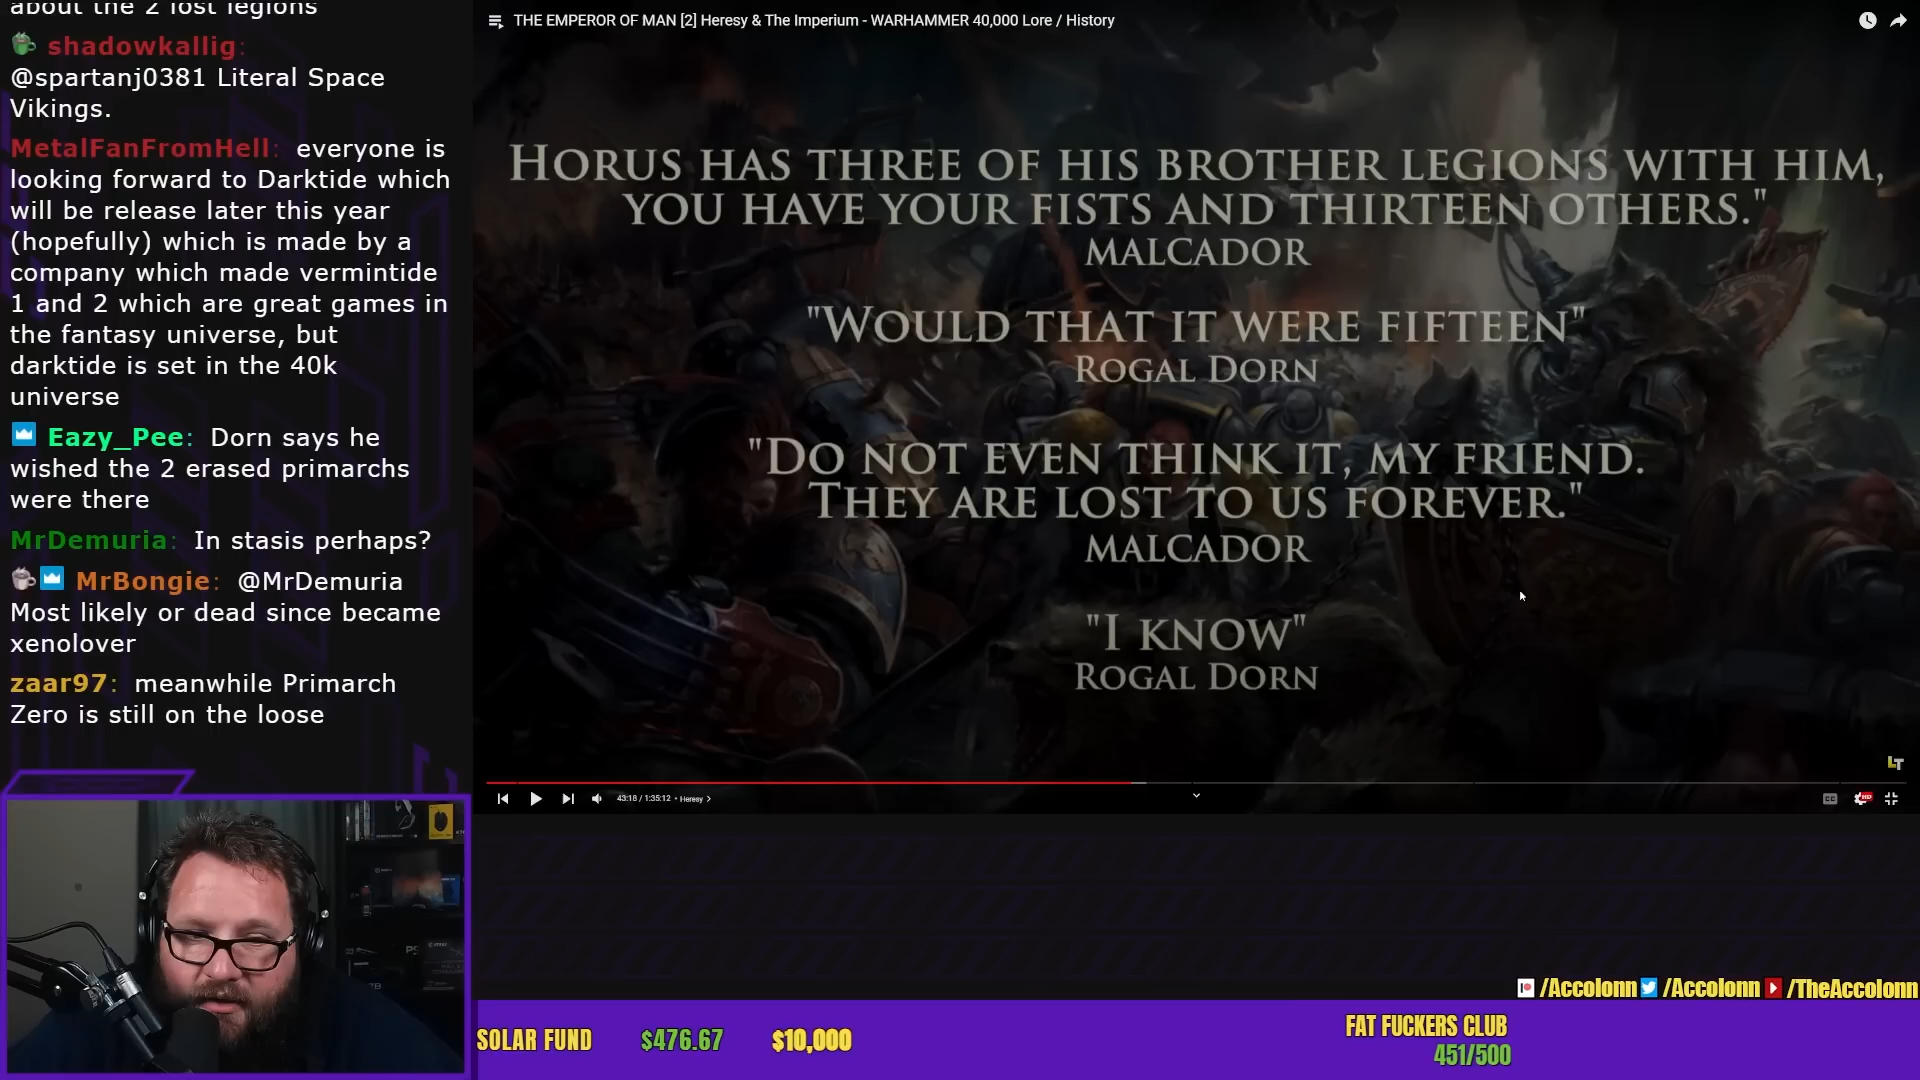 about the 2 lost legions
shadowkallig:
@spartanj0381 Literal Space
Vikings.
MetalFanFromHell: everyone is
looking forward to Darktide which
will be release later this year
(hopefully) which is made by a
company which made vermintide
1 and 2 which are great games in
the fantasy universe, but
darktide is set in the 40k
universe
Eazy_Pee: Dorn says he
wished the 2 erased primarchs
were there
MrDemuria: In stasis perhaps?
MrBongie: @MrDemuria
Most likely or dead since became
xenolover
zaar97: meanwhile Primarch
Zero is still on the loose
THE EMPEROR OF MAN [2] Heresy & The Imperium - WARHAMMER 40,000 Lore / History
HORUS HAS THREE OF HIS BROTHER LEGIONS WITH HIM,
YOU HAVE YOUR FISTS AND THIRTEEN OTHERS."
MALCADOR
"WOULD THAT IT WERE FIFTEEN"
ROGAL DORN
"DO NOT EVEN THINK IT, MY FRIEND.
THEY ARE LOST TO US FOREVER."
MALCADOR
"I KNOW"
ROGAL DORN
LT
43:18 / 1:35:12 • Heresy >
CC
HD
/Accolonn /Accolonn /TheAccolonn
SOLAR FUND $476.67 $10,000
FAT FUCKERS CLUB
451/500